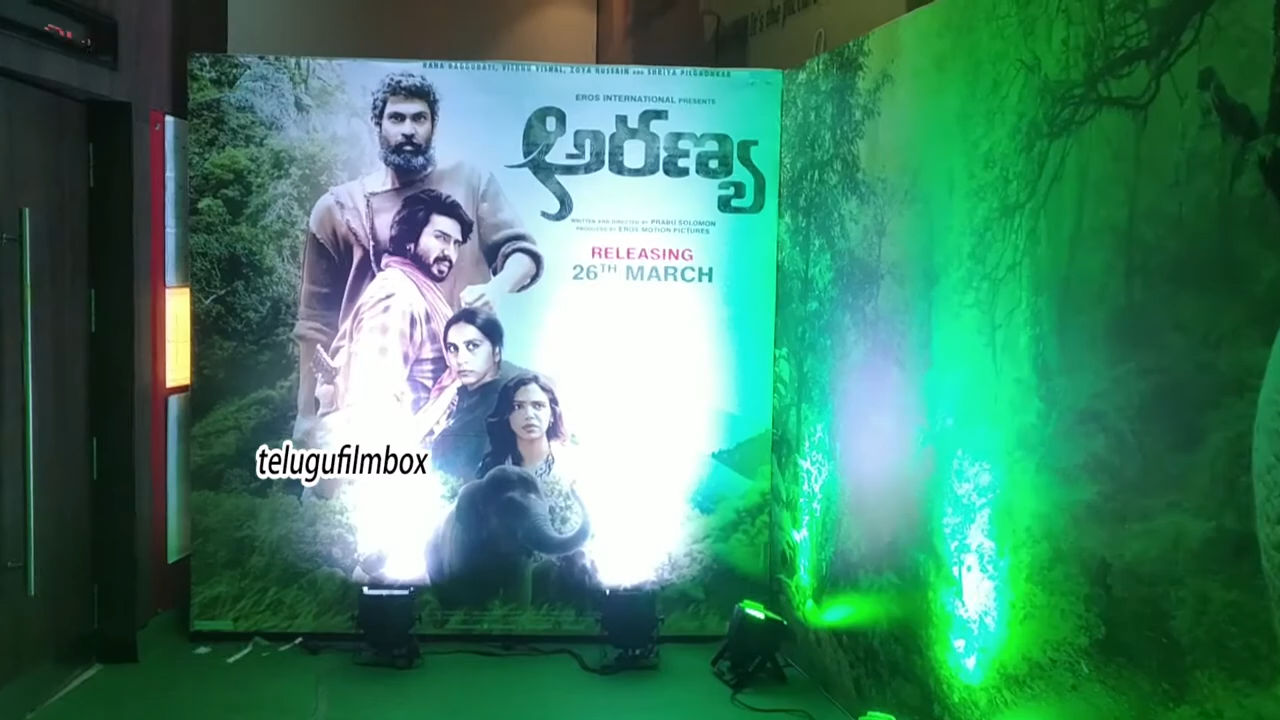 RANA DAGGUBATI, VISHNU VISHAL, ZOYA HUSSAIN AND SHRIYA PILGAONKAR
EROS INTERNATIONAL PRESENTS
అరణ్య
WRITTEN AND DIRECTED BY PRABU SOLOMON
PRODUCED BY EROS MOTION PICTURES
RELEASING
26TH MARCH
telugufilmbox